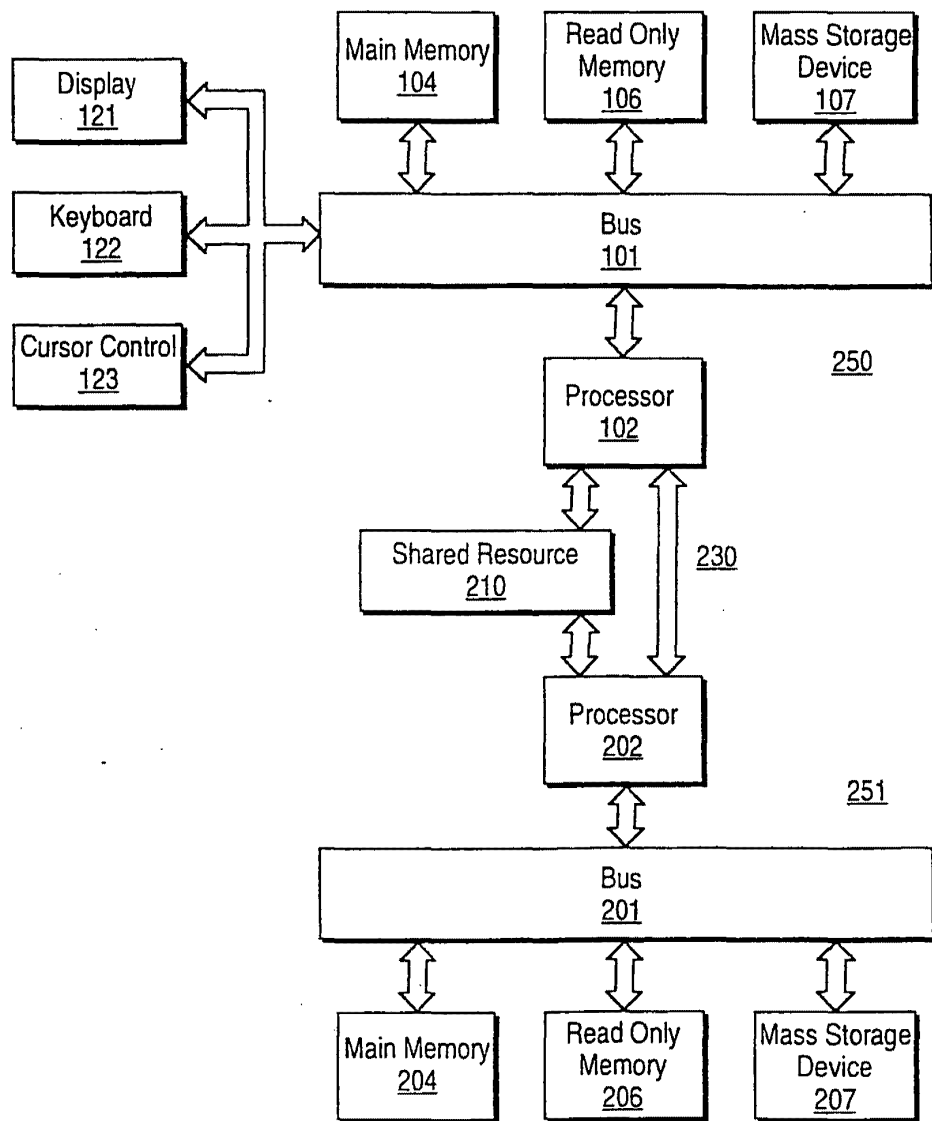 Main Memory
104
Read Only
Memory
106
Mass Storage
Device
107
Display
121
Keyboard
122
Cursor Control
123
Bus
101
250
Processor
102
Shared Resource
210
230
Processor
202
251
Bus
201
Main Memory
204
Read Only
Memory
206
Mass Storage
Device
207